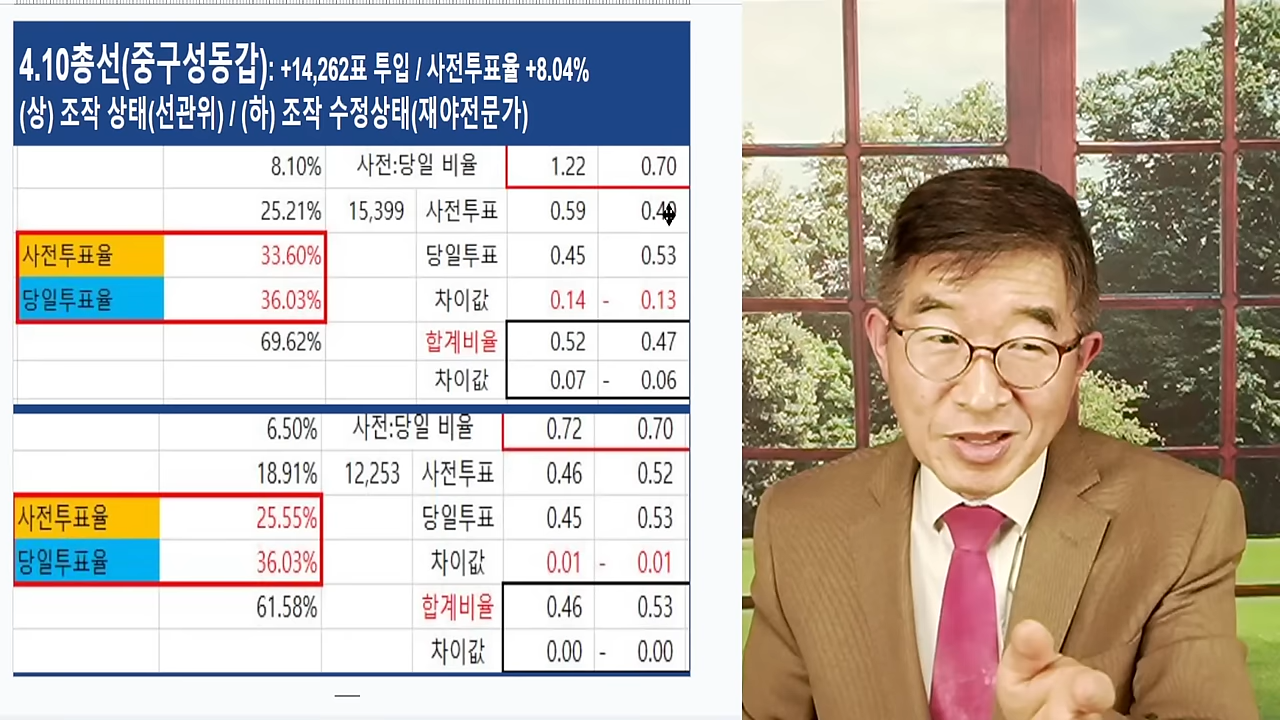 4.10총선(중구성동갑): +14,262표 투입 / 사전투표율 +8.04%
(상) 조작 상태(선관위) / (하) 조작 수정상태(재야전문가)
8.10% 사전:당일 비율 1.22 0.70
25.21% 15,399 사전투표 0.59 0.40
사전투표율 33.60% 당일투표 0.45 0.53
당일투표율 36.03% 차이값 0.14 - 0.13
69.62% 합계비율 0.52 0.47
차이값 0.07 - 0.06
6.50% 사전:당일 비율 0.72 0.70
18.91% 12,253 사전투표 0.46 0.52
사전투표율 25.55% 당일투표 0.45 0.53
당일투표율 36.03% 차이값 0.01 - 0.01
61.58% 합계비율 0.46 0.53
차이값 0.00 - 0.00